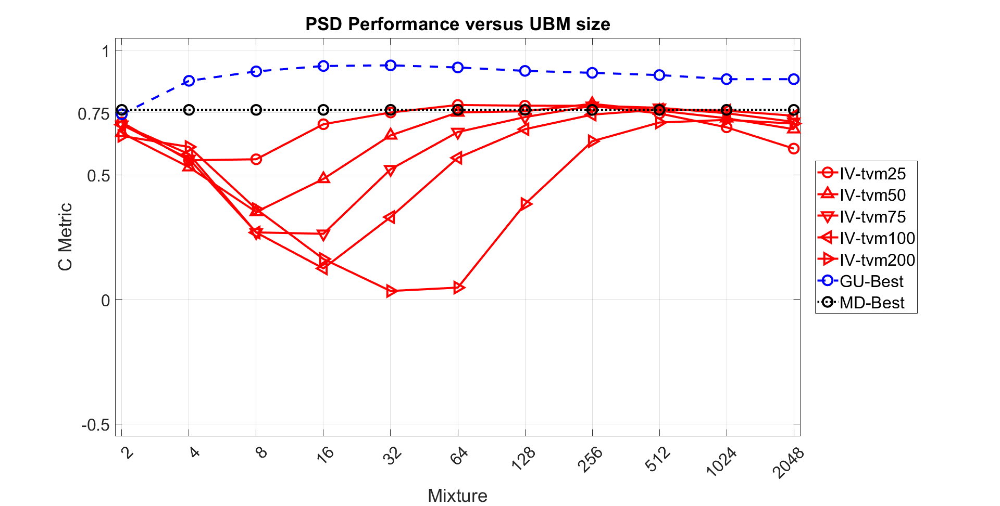 PSD Performance versus UBM size
1
0.75
0.5
0
-0.5
C Metric
2
4
8
16
32
64
128
256
512
1024
2048
Mixture
IV-tvm25
IV-tvm50
IV-tvm75
IV-tvm100
IV-tvm200
GU-Best
MD-Best